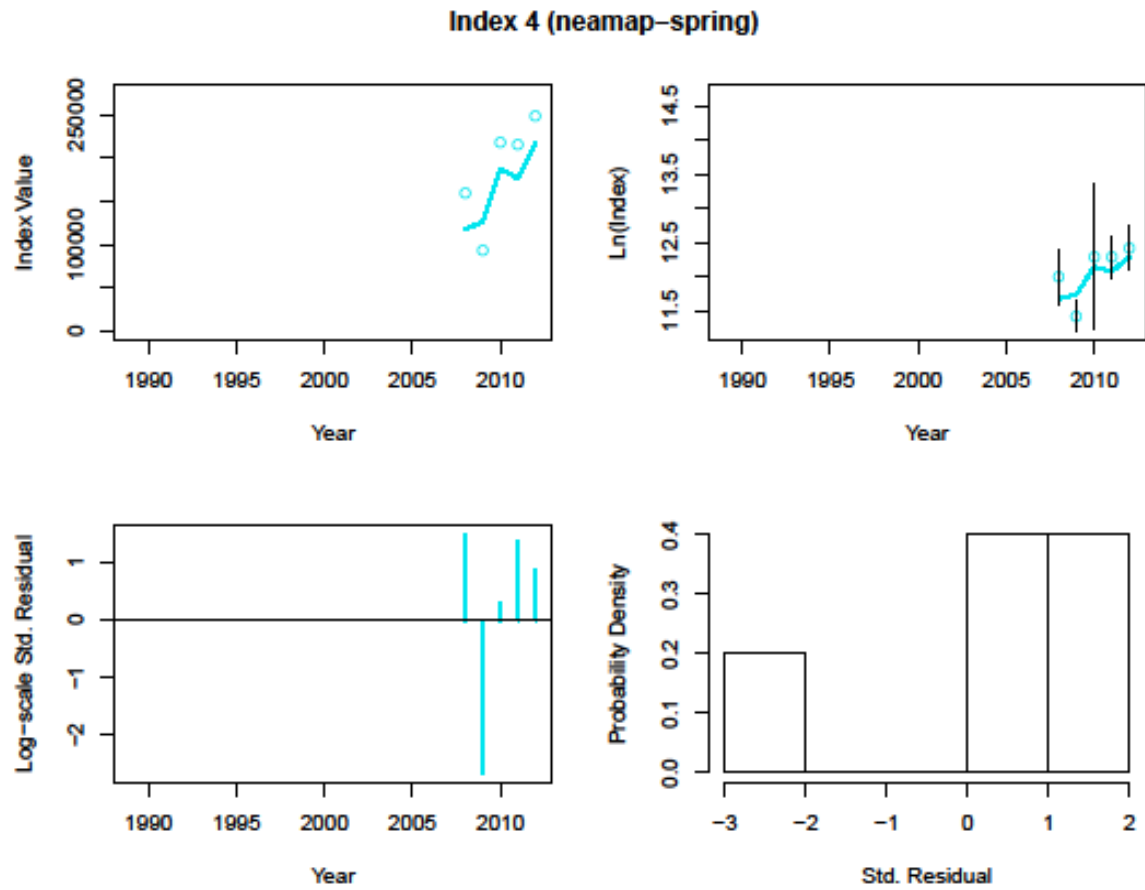 Index 4 (neamap−spring)
Index Value
250000
100000
0
1990 1995 2000 2005 2010
Year
Ln(Index)
14.5
13.5
12.5
11.5
1990 1995 2000 2005 2010
Year
Log−scale Std. Residual
1
0
−1
−2
1990 1995 2000 2005 2010
Year
Probability Density
0.4
0.3
0.2
0.1
0.0
−3 −2 −1 0 1 2
Std. Residual